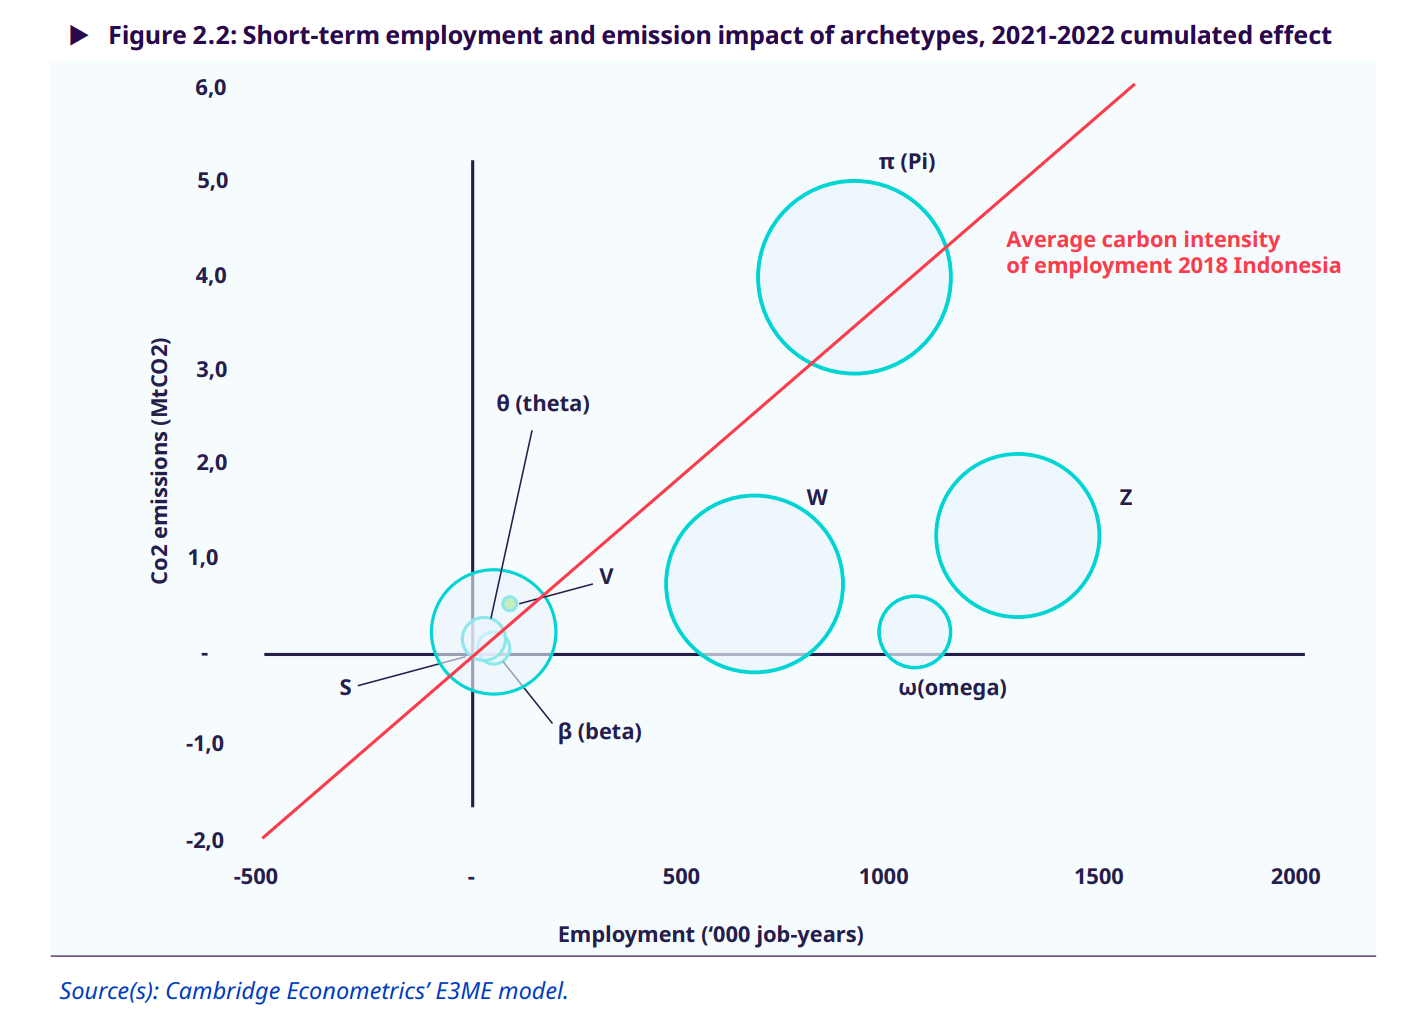 ▶ Figure 2.2: Short-term employment and emission impact of archetypes, 2021-2022 cumulated effect
6,0
5,0
4,0
3,0
2,0
1,0
-
-1,0
-2,0
Co2 emissions (MtCO2)
π (Pi)
Average carbon intensity
of employment 2018 Indonesia
θ (theta)
W
Z
V
S
ω(omega)
β (beta)
-500
-
500
1000
1500
2000
Employment (‘000 job-years)
Source(s): Cambridge Econometrics’ E3ME model.